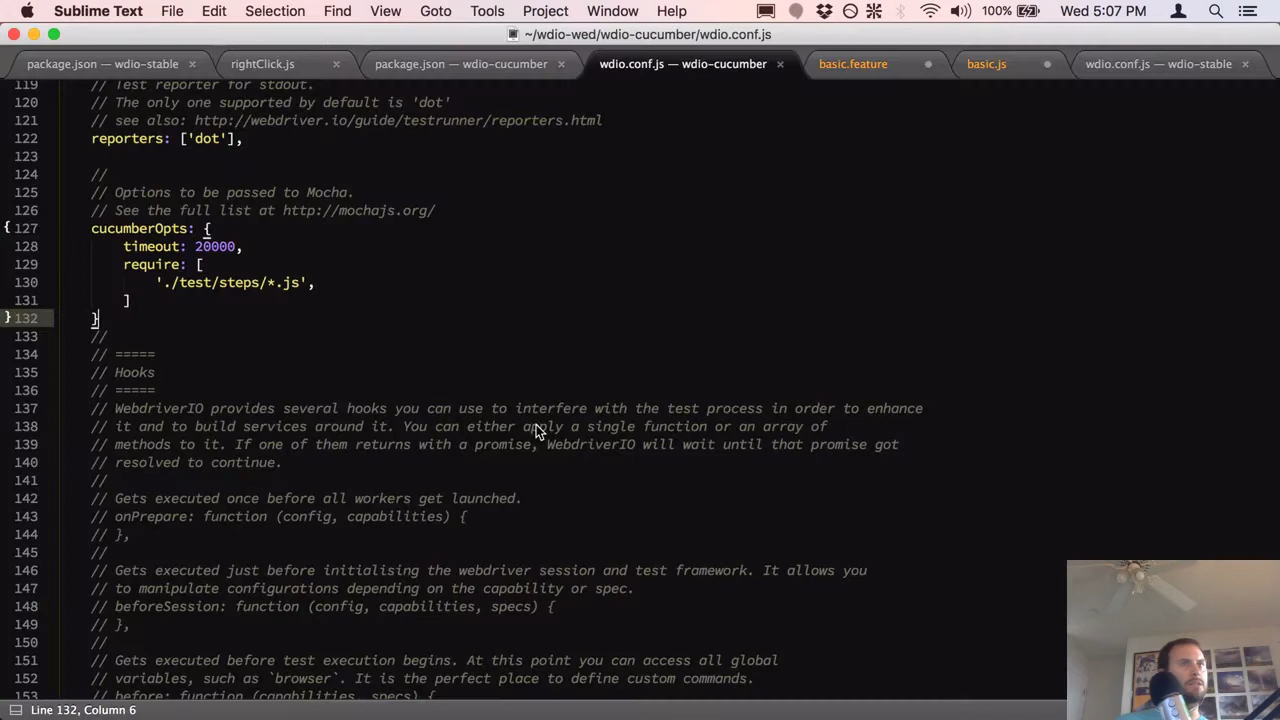 Sublime Text File Edit Selection Find View Goto Tools Project Window Help 100% Wed 5:07 PM
~/wdio-wed/wdio-cucumber/wdio.conf.js
package.json — wdio-stable × rightClick.js × package.json — wdio-cucumber × wdio.conf.js — wdio-cucumber × basic.feature basic.js wdio.conf.js — wdio-stable ×
119 // Test reporter for stdout.
120 // The only one supported by default is 'dot'
121 // see also: http://webdriver.io/guide/testrunner/reporters.html
122 reporters: ['dot'],
123
124 //
125 // Options to be passed to Mocha.
126 // See the full list at http://mochajs.org/
127 cucumberOpts: {
128 timeout: 20000,
129 require: [
130 './test/steps/*.js',
131 ]
132 }
133 //
134 // =====
135 // Hooks
136 // =====
137 // WebdriverIO provides several hooks you can use to interfere with the test process in order to enhance
138 // it and to build services around it. You can either apply a single function or an array of
139 // methods to it. If one of them returns with a promise, WebdriverIO will wait until that promise got
140 // resolved to continue.
141 //
142 // Gets executed once before all workers get launched.
143 // onPrepare: function (config, capabilities) {
144 // },
145 //
146 // Gets executed just before initialising the webdriver session and test framework. It allows you
147 // to manipulate configurations depending on the capability or spec.
148 // beforeSession: function (config, capabilities, specs) {
149 // },
150 //
151 // Gets executed before test execution begins. At this point you can access all global
152 // variables, such as `browser`. It is the perfect place to define custom commands.
153 // before: function (capabilities, specs) {
Line 132, Column 6